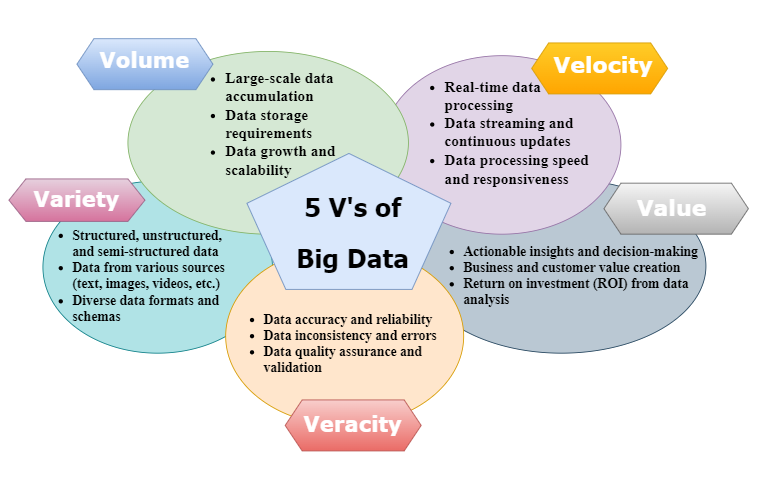 Volume
• Large-scale data
accumulation
• Data storage
requirements
• Data growth and
scalability
Velocity
• Real-time data
processing
• Data streaming and
continuous updates
• Data processing speed
and responsiveness
Variety
• Structured, unstructured,
and semi-structured data
• Data from various sources
(text, images, videos, etc.)
• Diverse data formats and
schemas
5 V's of
Big Data
Value
• Actionable insights and decision-making
• Business and customer value creation
• Return on investment (ROI) from data
analysis
• Data accuracy and reliability
• Data inconsistency and errors
• Data quality assurance and
validation
Veracity